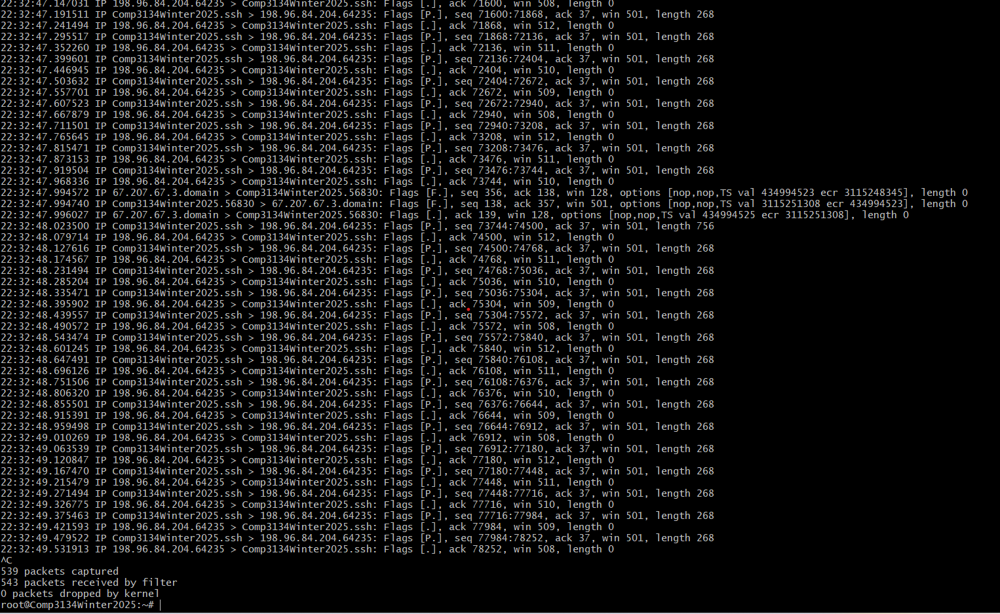 22:32:47.147031 IP 198.96.84.204.64235 > Comp3134Winter2025.ssh: Flags [.], ack 71600, win 508, length 0
22:32:47.191511 IP Comp3134Winter2025.ssh > 198.96.84.204.64235: Flags [P.], seq 71600:71868, ack 37, win 501, length 268
22:32:47.241494 IP 198.96.84.204.64235 > Comp3134Winter2025.ssh: Flags [.], ack 71868, win 512, length 0
22:32:47.295517 IP Comp3134Winter2025.ssh > 198.96.84.204.64235: Flags [P.], seq 71868:72136, ack 37, win 501, length 268
22:32:47.352260 IP 198.96.84.204.64235 > Comp3134Winter2025.ssh: Flags [.], ack 72136, win 511, length 0
22:32:47.399601 IP Comp3134Winter2025.ssh > 198.96.84.204.64235: Flags [P.], seq 72136:72404, ack 37, win 501, length 268
22:32:47.446945 IP 198.96.84.204.64235 > Comp3134Winter2025.ssh: Flags [.], ack 72404, win 510, length 0
22:32:47.503632 IP Comp3134Winter2025.ssh > 198.96.84.204.64235: Flags [P.], seq 72404:72672, ack 37, win 501, length 268
22:32:47.557701 IP 198.96.84.204.64235 > Comp3134Winter2025.ssh: Flags [.], ack 72672, win 509, length 0
22:32:47.607523 IP Comp3134Winter2025.ssh > 198.96.84.204.64235: Flags [P.], seq 72672:72940, ack 37, win 501, length 268
22:32:47.667879 IP 198.96.84.204.64235 > Comp3134Winter2025.ssh: Flags [.], ack 72940, win 508, length 0
22:32:47.711501 IP Comp3134Winter2025.ssh > 198.96.84.204.64235: Flags [P.], seq 72940:73208, ack 37, win 501, length 268
22:32:47.765645 IP 198.96.84.204.64235 > Comp3134Winter2025.ssh: Flags [.], ack 73208, win 512, length 0
22:32:47.815471 IP Comp3134Winter2025.ssh > 198.96.84.204.64235: Flags [P.], seq 73208:73476, ack 37, win 501, length 268
22:32:47.873153 IP 198.96.84.204.64235 > Comp3134Winter2025.ssh: Flags [.], ack 73476, win 511, length 0
22:32:47.919504 IP Comp3134Winter2025.ssh > 198.96.84.204.64235: Flags [P.], seq 73476:73744, ack 37, win 501, length 268
22:32:47.968336 IP 198.96.84.204.64235 > Comp3134Winter2025.ssh: Flags [.], ack 73744, win 510, length 0
22:32:47.994572 IP 67.207.67.3.domain > Comp3134Winter2025.56830: Flags [F.], seq 356, ack 138, win 128, options [nop,nop,TS val 434994523 ecr 3115248345], length 0
22:32:47.994740 IP Comp3134Winter2025.56830 > 67.207.67.3.domain: Flags [F.], seq 138, ack 357, win 501, options [nop,nop,TS val 3115251308 ecr 434994523], length 0
22:32:47.996027 IP 67.207.67.3.domain > Comp3134Winter2025.56830: Flags [.], ack 139, win 128, options [nop,nop,TS val 434994525 ecr 3115251308], length 0
22:32:48.023500 IP Comp3134Winter2025.ssh > 198.96.84.204.64235: Flags [P.], seq 73744:74500, ack 37, win 501, length 756
22:32:48.079714 IP 198.96.84.204.64235 > Comp3134Winter2025.ssh: Flags [.], ack 74500, win 512, length 0
22:32:48.127616 IP Comp3134Winter2025.ssh > 198.96.84.204.64235: Flags [P.], seq 74500:74768, ack 37, win 501, length 268
22:32:48.174567 IP 198.96.84.204.64235 > Comp3134Winter2025.ssh: Flags [.], ack 74768, win 511, length 0
22:32:48.231494 IP Comp3134Winter2025.ssh > 198.96.84.204.64235: Flags [P.], seq 74768:75036, ack 37, win 501, length 268
22:32:48.285204 IP 198.96.84.204.64235 > Comp3134Winter2025.ssh: Flags [.], ack 75036, win 510, length 0
22:32:48.335471 IP Comp3134Winter2025.ssh > 198.96.84.204.64235: Flags [P.], seq 75036:75304, ack 37, win 501, length 268
22:32:48.395902 IP 198.96.84.204.64235 > Comp3134Winter2025.ssh: Flags [.], ack 75304, win 509, length 0
22:32:48.439557 IP Comp3134Winter2025.ssh > 198.96.84.204.64235: Flags [P.], seq 75304:75572, ack 37, win 501, length 268
22:32:48.490572 IP 198.96.84.204.64235 > Comp3134Winter2025.ssh: Flags [.], ack 75572, win 508, length 0
22:32:48.543474 IP Comp3134Winter2025.ssh > 198.96.84.204.64235: Flags [P.], seq 75572:75840, ack 37, win 501, length 268
22:32:48.601245 IP 198.96.84.204.64235 > Comp3134Winter2025.ssh: Flags [.], ack 75840, win 512, length 0
22:32:48.647491 IP Comp3134Winter2025.ssh > 198.96.84.204.64235: Flags [P.], seq 75840:76108, ack 37, win 501, length 268
22:32:48.696126 IP 198.96.84.204.64235 > Comp3134Winter2025.ssh: Flags [.], ack 76108, win 511, length 0
22:32:48.751506 IP Comp3134Winter2025.ssh > 198.96.84.204.64235: Flags [P.], seq 76108:76376, ack 37, win 501, length 268
22:32:48.806320 IP 198.96.84.204.64235 > Comp3134Winter2025.ssh: Flags [.], ack 76376, win 510, length 0
22:32:48.855501 IP Comp3134Winter2025.ssh > 198.96.84.204.64235: Flags [P.], seq 76376:76644, ack 37, win 501, length 268
22:32:48.915391 IP 198.96.84.204.64235 > Comp3134Winter2025.ssh: Flags [.], ack 76644, win 509, length 0
22:32:48.959498 IP Comp3134Winter2025.ssh > 198.96.84.204.64235: Flags [P.], seq 76644:76912, ack 37, win 501, length 268
22:32:49.010269 IP 198.96.84.204.64235 > Comp3134Winter2025.ssh: Flags [.], ack 76912, win 508, length 0
22:32:49.063539 IP Comp3134Winter2025.ssh > 198.96.84.204.64235: Flags [P.], seq 76912:77180, ack 37, win 501, length 268
22:32:49.120847 IP 198.96.84.204.64235 > Comp3134Winter2025.ssh: Flags [.], ack 77180, win 512, length 0
22:32:49.167470 IP Comp3134Winter2025.ssh > 198.96.84.204.64235: Flags [P.], seq 77180:77448, ack 37, win 501, length 268
22:32:49.215479 IP 198.96.84.204.64235 > Comp3134Winter2025.ssh: Flags [.], ack 77448, win 511, length 0
22:32:49.271494 IP Comp3134Winter2025.ssh > 198.96.84.204.64235: Flags [P.], seq 77448:77716, ack 37, win 501, length 268
22:32:49.326775 IP 198.96.84.204.64235 > Comp3134Winter2025.ssh: Flags [.], ack 77716, win 510, length 0
22:32:49.375463 IP Comp3134Winter2025.ssh > 198.96.84.204.64235: Flags [P.], seq 77716:77984, ack 37, win 501, length 268
22:32:49.421593 IP 198.96.84.204.64235 > Comp3134Winter2025.ssh: Flags [.], ack 77984, win 509, length 0
22:32:49.479522 IP Comp3134Winter2025.ssh > 198.96.84.204.64235: Flags [P.], seq 77984:78252, ack 37, win 501, length 268
22:32:49.531913 IP 198.96.84.204.64235 > Comp3134Winter2025.ssh: Flags [.], ack 78252, win 508, length 0
^C
539 packets captured
543 packets received by filter
0 packets dropped by kernel
root@Comp3134Winter2025:~#